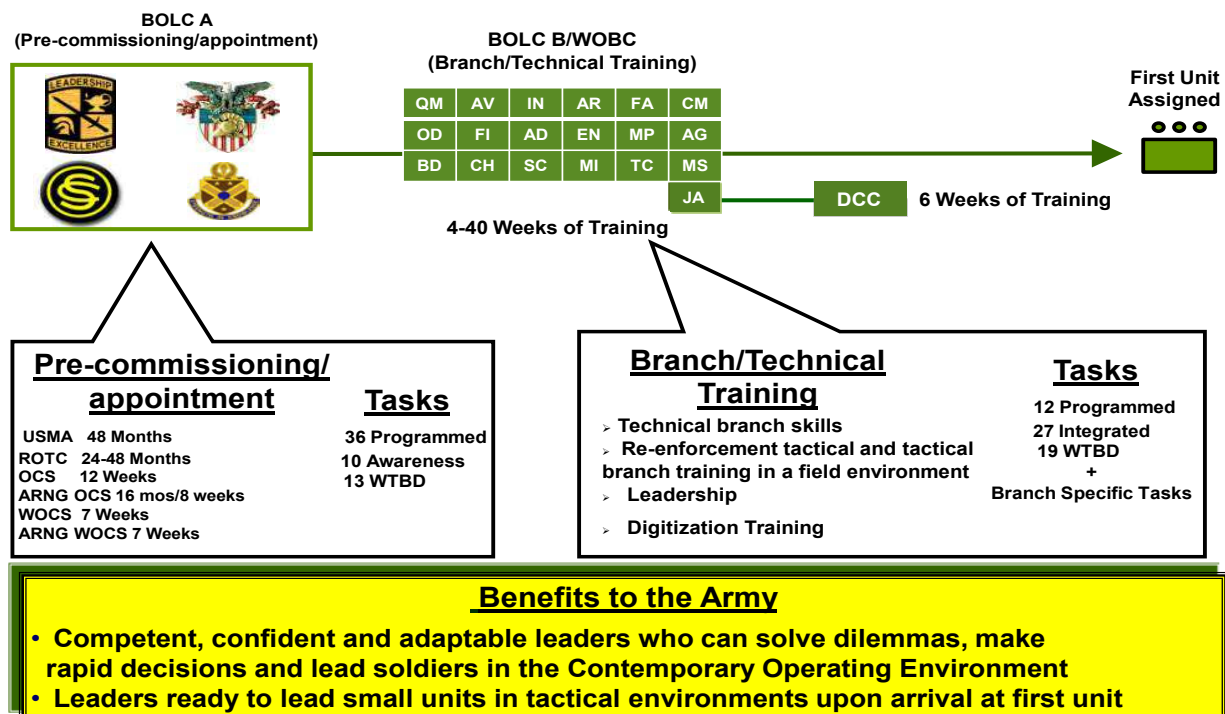 BOLC A
(Pre-commissioning/appointment)
LEADERSHIP
EXCELLENCE
BOLC B/WOBC
(Branch/Technical Training)
QM AV IN AR FA CM
OD FI AD EN MP AG
BD CH SC MI TC MS
JA
DCC
6 Weeks of Training
4-40 Weeks of Training
First Unit
Assigned
Pre-commissioning/
appointment
USMA 48 Months
ROTC 24-48 Months
OCS 12 Weeks
ARNG OCS 16 mos/8 weeks
WOCS 7 Weeks
ARNG WOCS 7 Weeks
Tasks
36 Programmed
10 Awareness
13 WTBD
Branch/Technical
Training
➢ Technical branch skills
➢ Re-enforcement tactical and tactical
branch training in a field environment
➢ Leadership
➢ Digitization Training
Tasks
12 Programmed
27 Integrated
19 WTBD
+
Branch Specific Tasks
Benefits to the Army
• Competent, confident and adaptable leaders who can solve dilemmas, make
rapid decisions and lead soldiers in the Contemporary Operating Environment
• Leaders ready to lead small units in tactical environments upon arrival at first unit